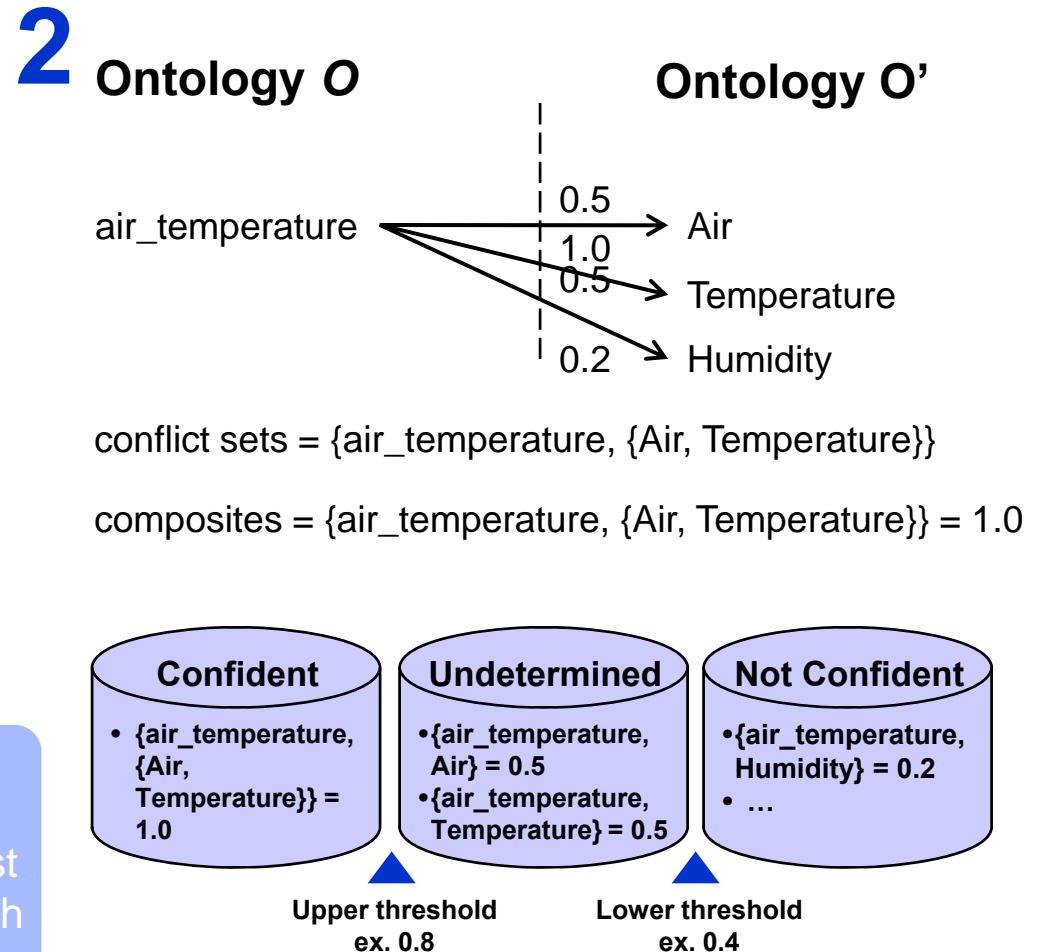 2
Ontology O
Ontology O’
air_temperature
0.5
Air
1.0
0.5
Temperature
0.2
Humidity
conflict sets = {air_temperature, {Air, Temperature}}
composites = {air_temperature, {Air, Temperature}} = 1.0
Confident
• {air_temperature,
{Air,
Temperature}} =
1.0
Undetermined
•{air_temperature,
Air} = 0.5
•{air_temperature,
Temperature} = 0.5
Not Confident
•{air_temperature,
Humidity} = 0.2
• …
Upper threshold
ex. 0.8
Lower threshold
ex. 0.4